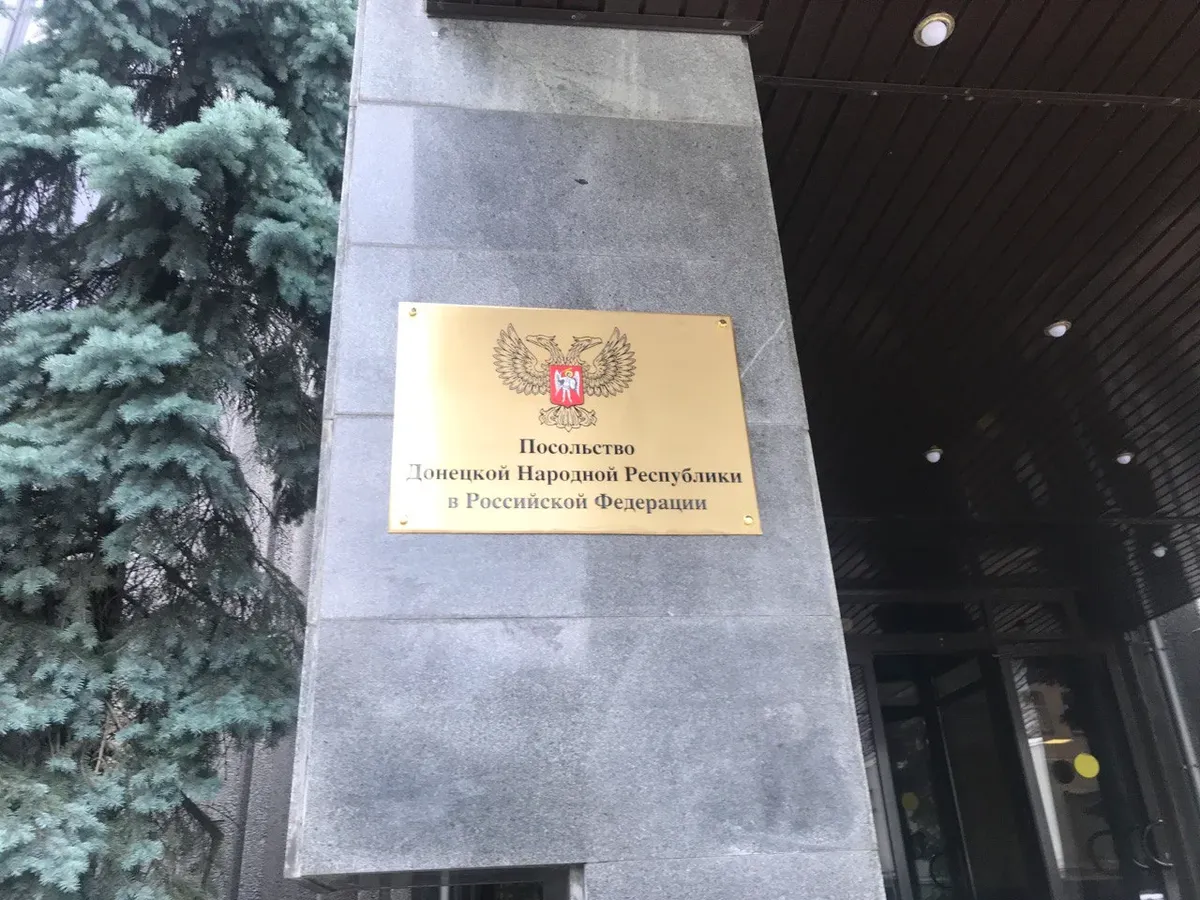 Посольство
Донецкой Народной Республики
в Российской Федерации